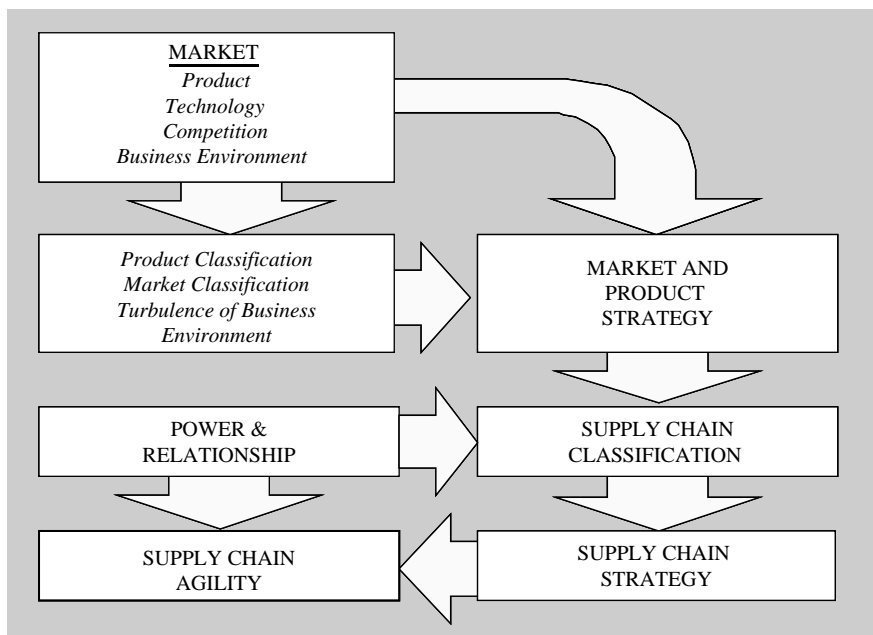 MARKET
Product
Technology
Competition
Business Environment
Product Classification
Market Classification
Turbulence of Business
Environment
MARKET AND
PRODUCT
STRATEGY
POWER &
RELATIONSHIP
SUPPLY CHAIN
CLASSIFICATION
SUPPLY CHAIN
AGILITY
SUPPLY CHAIN
STRATEGY